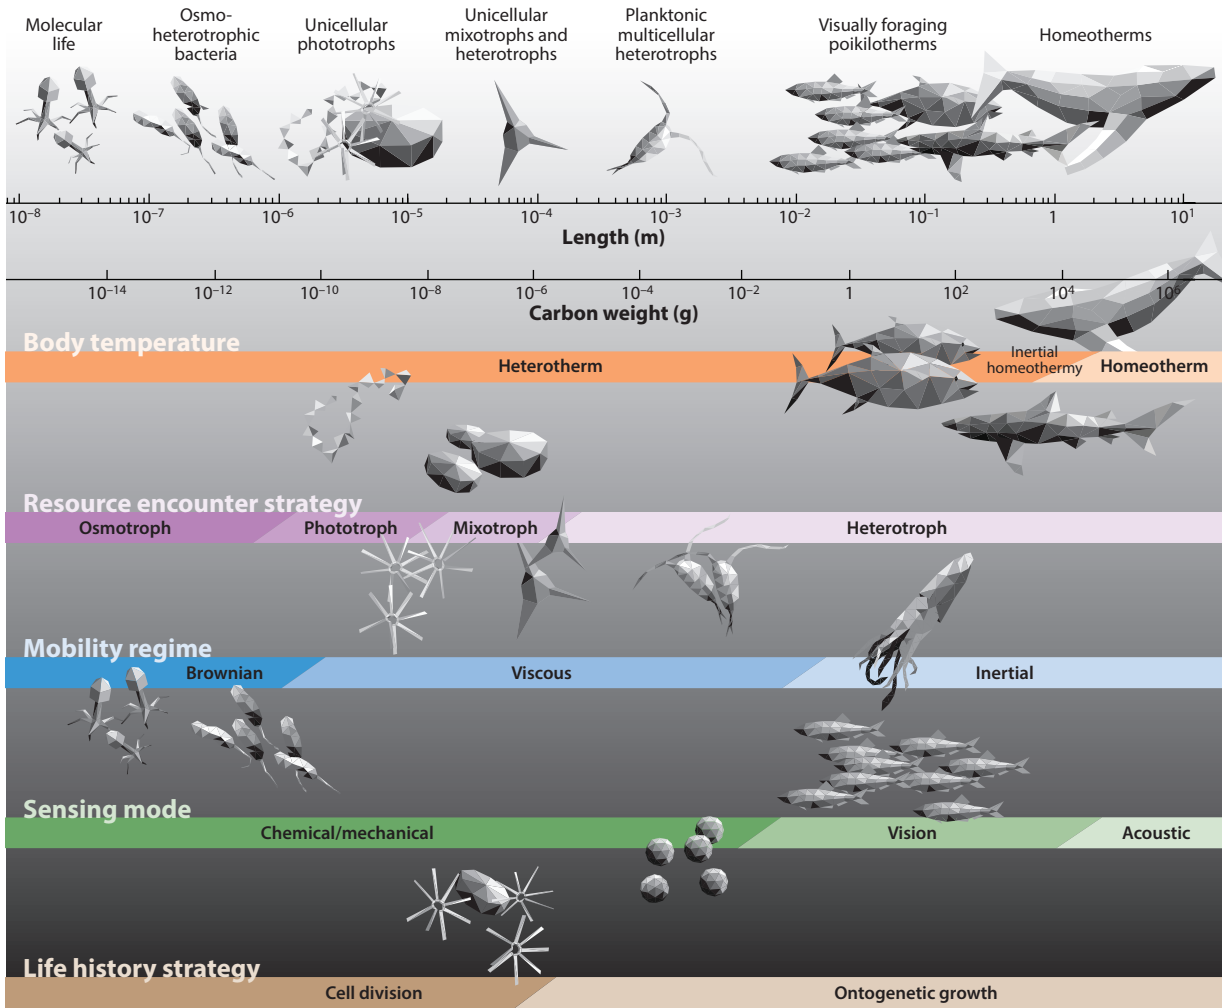 Molecular
life
Osmo-
heterotrophic
bacteria
Unicellular
phototrophs
Unicellular
mixotrophs and
heterotrophs
Planktonic
multicellular
heterotrophs
Visually foraging
poikilotherms
Homeotherms
10⁻⁸ 10⁻⁷ 10⁻⁶ 10⁻⁵ 10⁻⁴ 10⁻³ 10⁻² 10⁻¹ 1 10¹
Length (m)
10⁻¹⁴ 10⁻¹² 10⁻¹⁰ 10⁻⁸ 10⁻⁶ 10⁻⁴ 10⁻² 1 10² 10⁴ 10⁶
Carbon weight (g)
Body temperature
Heterotherm
Inertial
homeothermy
Homeotherm
Resource encounter strategy
Osmotroph Phototroph Mixotroph Heterotroph
Mobility regime
Brownian Viscous Inertial
Sensing mode
Chemical/mechanical Vision Acoustic
Life history strategy
Cell division Ontogenetic growth